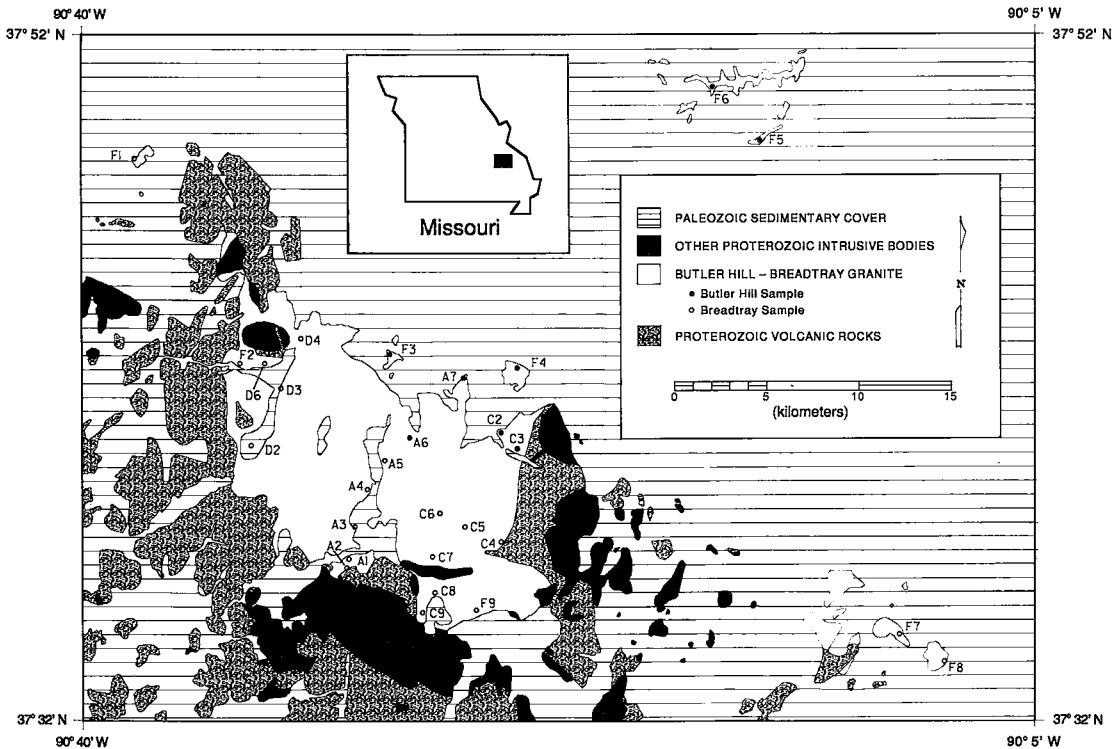 90° 40' W
90° 5' W
37° 52' N
37° 52' N
F6
F5
F1
Missouri
PALEOZOIC SEDIMENTARY COVER
OTHER PROTEROZOIC INTRUSIVE BODIES
BUTLER HILL – BREADTRAY GRANITE
Butler Hill Sample
Breadtray Sample
PROTEROZOIC VOLCANIC ROCKS
N
0 5 10 15
(kilometers)
D4
F3
F2
F4
A7
D6
D3
C2
A6
C3
D2
A5
A4
C6
A3
C5
C4
A2
A1
C7
C8
C9
F9
F7
F8
37° 32' N
37° 32' N
90° 40' W
90° 5' W